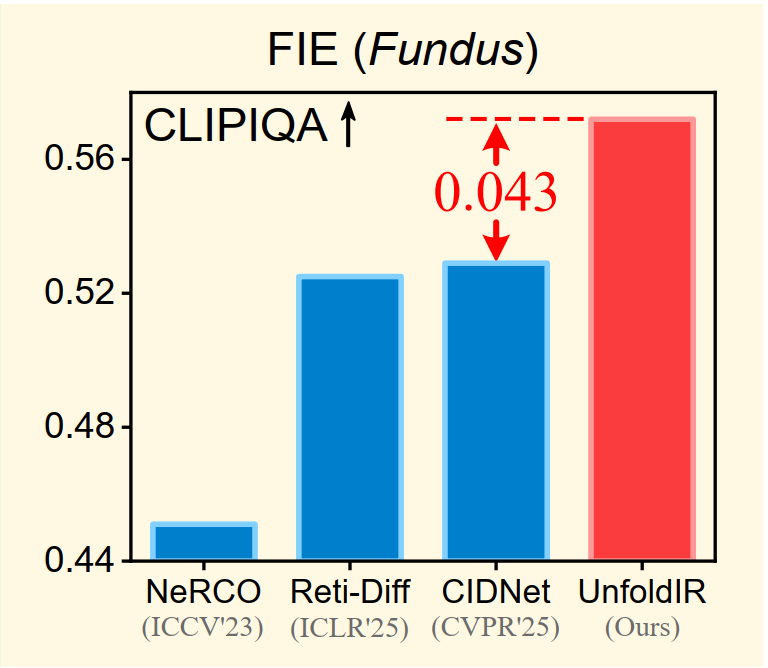 FIE (Fundus)
CLIPIQA ↑
0.56
0.043
0.52
0.48
0.44
NeRCO Reti-Diff CIDNet UnfoldIR
(ICCV'23) (ICLR'25) (CVPR'25) (Ours)